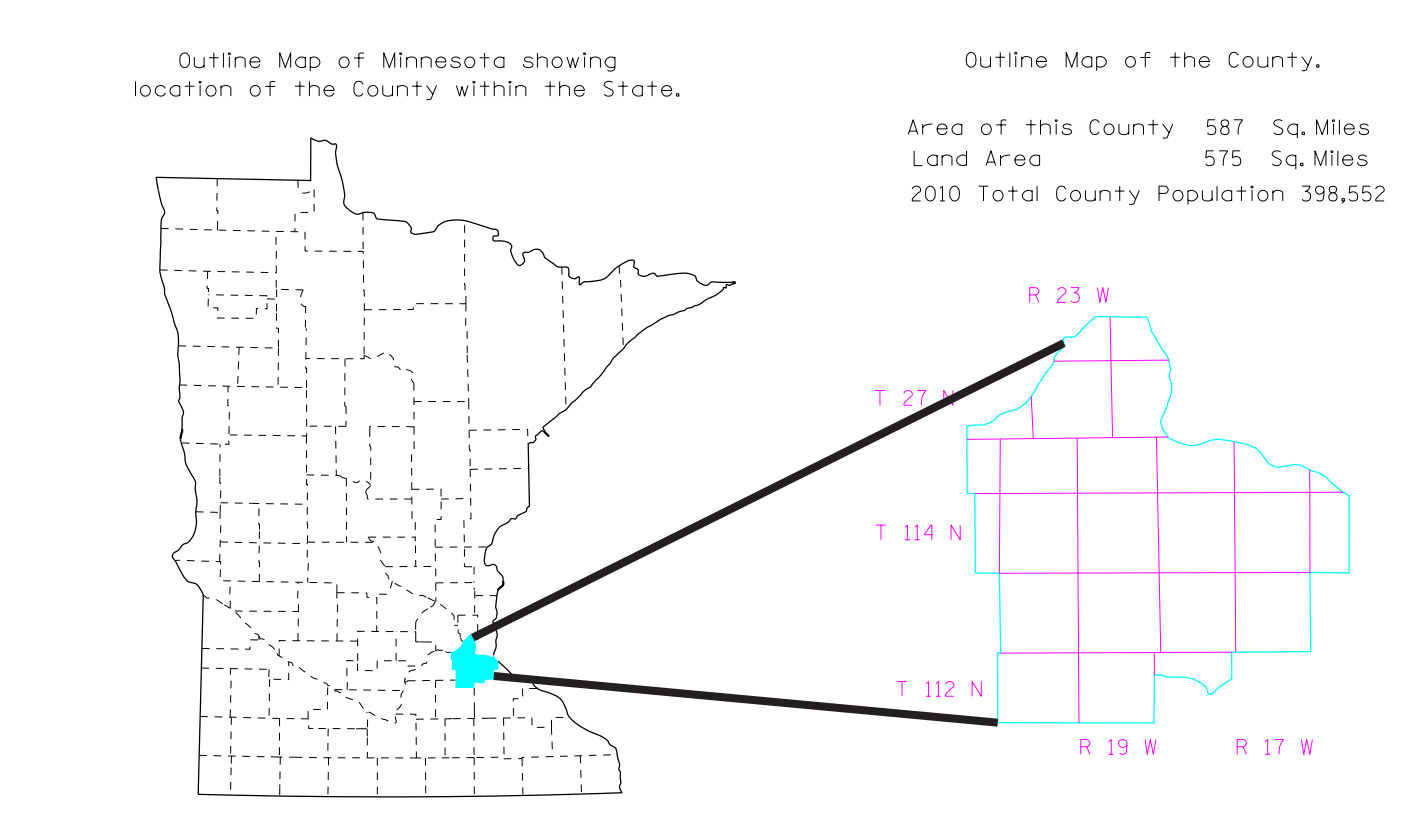 Outline Map of Minnesota showing
location of the County within the State.
Outline Map of the County.
Area of this County 587 Sq. Miles
Land Area 575 Sq. Miles
2010 Total County Population 398,552
R 23 W
T 27 N
T 114 N
T 112 N
R 19 W
R 17 W